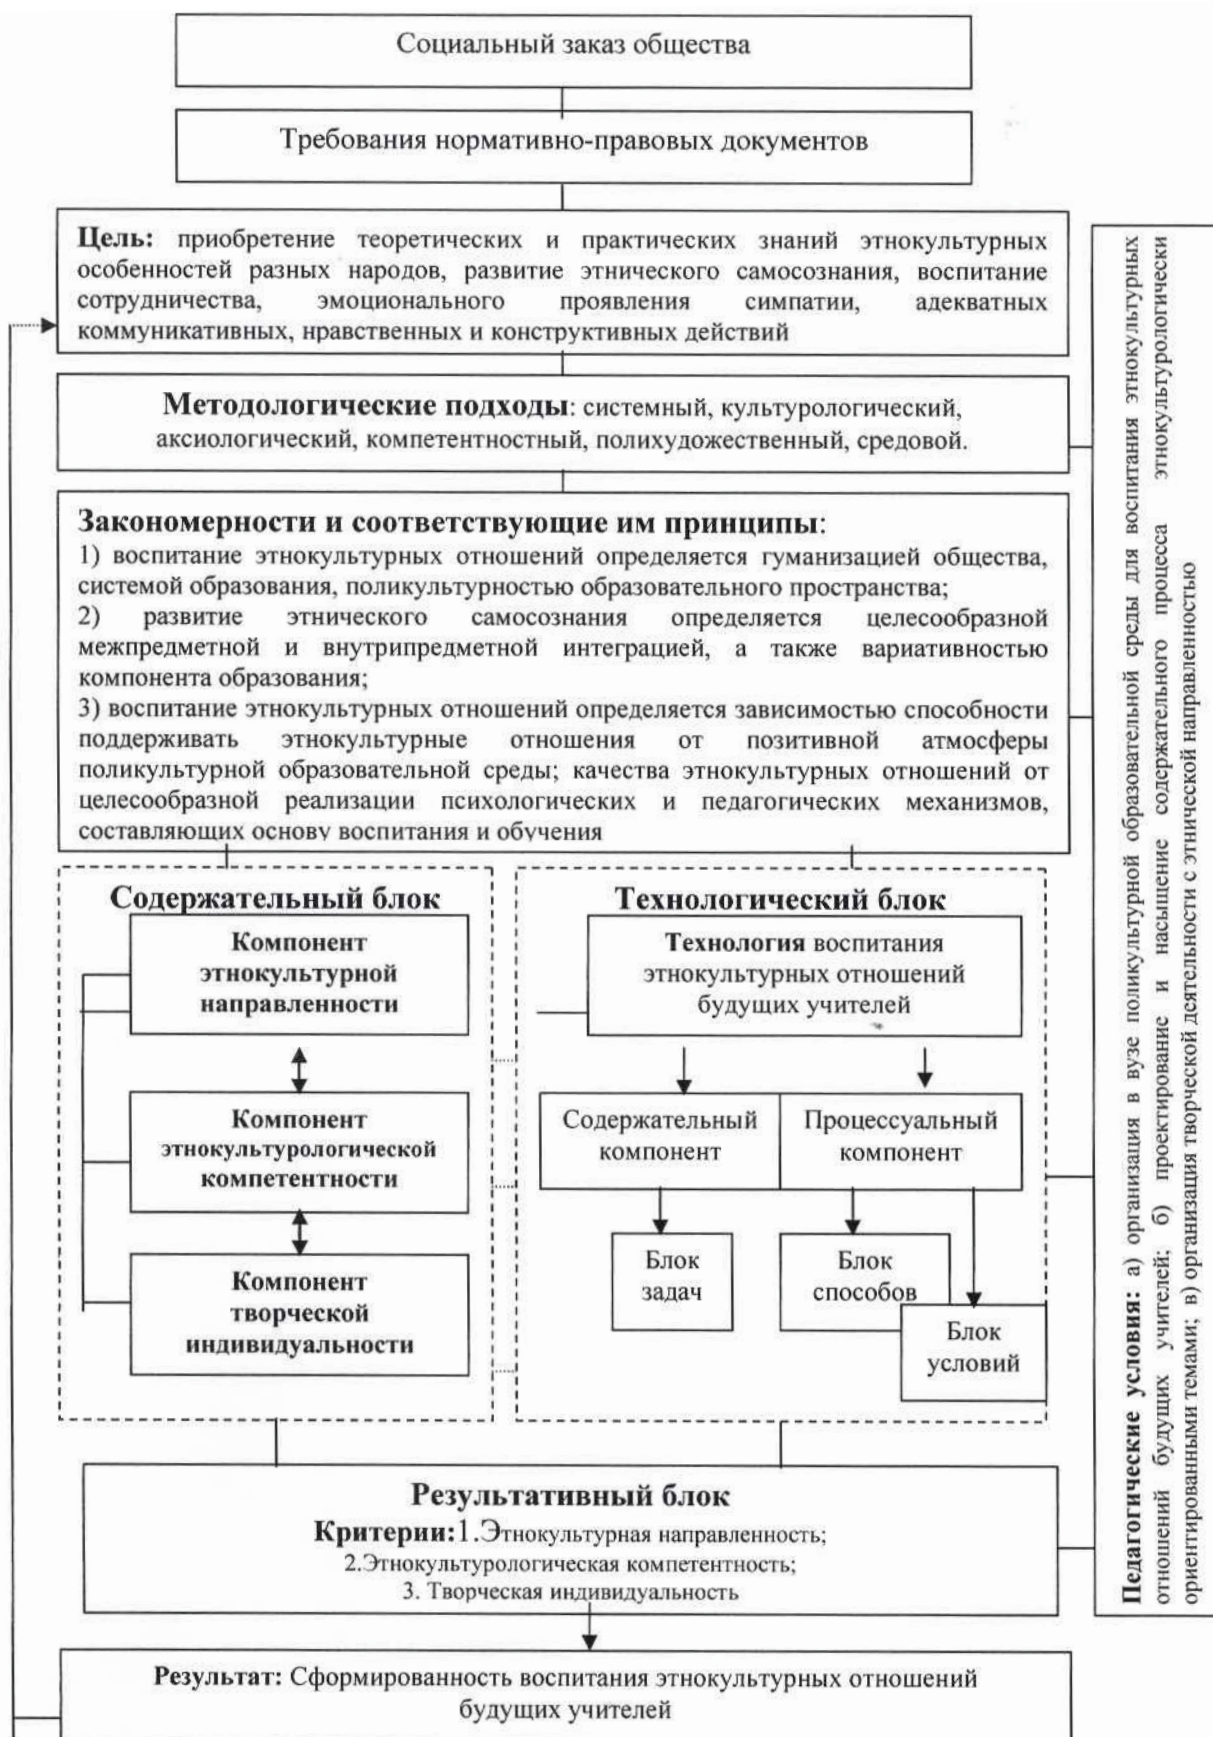 Социальный заказ общества
Требования нормативно-правовых документов
Цель: приобретение теоретических и практических знаний этнокультурных
особенностей разных народов, развитие этнического самосознания, воспитание
сотрудничества, эмоционального проявления симпатии, адекватных
коммуникативных, нравственных и конструктивных действий
Методологические подходы: системный, культурологический,
аксиологический, компетентностный, полихудожественный, средовой.
Закономерности и соответствующие им принципы:
1) воспитание этнокультурных отношений определяется гуманизацией общества,
системой образования, поликультурностью образовательного пространства;
2) развитие этнического самосознания определяется целесообразной
межпредметной и внутрипредметной интеграцией, а также вариативностью
компонента образования;
3) воспитание этнокультурных отношений определяется зависимостью способности
поддерживать этнокультурные отношения от позитивной атмосферы
поликультурной образовательной среды; качества этнокультурных отношений от
целесообразной реализации психологических и педагогических механизмов,
составляющих основу воспитания и обучения
Содержательный блок
Компонент
этнокультурной
направленности
Компонент
этнокультурологической
компетентности
Компонент
творческой
индивидуальности
Технологический блок
Технология воспитания
этнокультурных отношений
будущих учителей
Содержательный
компонент
Процессуальный
компонент
Блок
задач
Блок
способов
Блок
условий
Результативный блок
Критерии:1.Этнокультурная направленность;
2.Этнокультурологическая компетентность;
3. Творческая индивидуальность
Результат: Сформированность воспитания этнокультурных отношений
будущих учителей
Педагогические условия: а) организация в вузе поликультурной образовательной среды для воспитания этнокультурных
отношений будущих учителей; б) проектирование и насыщение содержательного процесса этнокультурологически
ориентированными темами; в) организация творческой деятельности с этнической направленностью